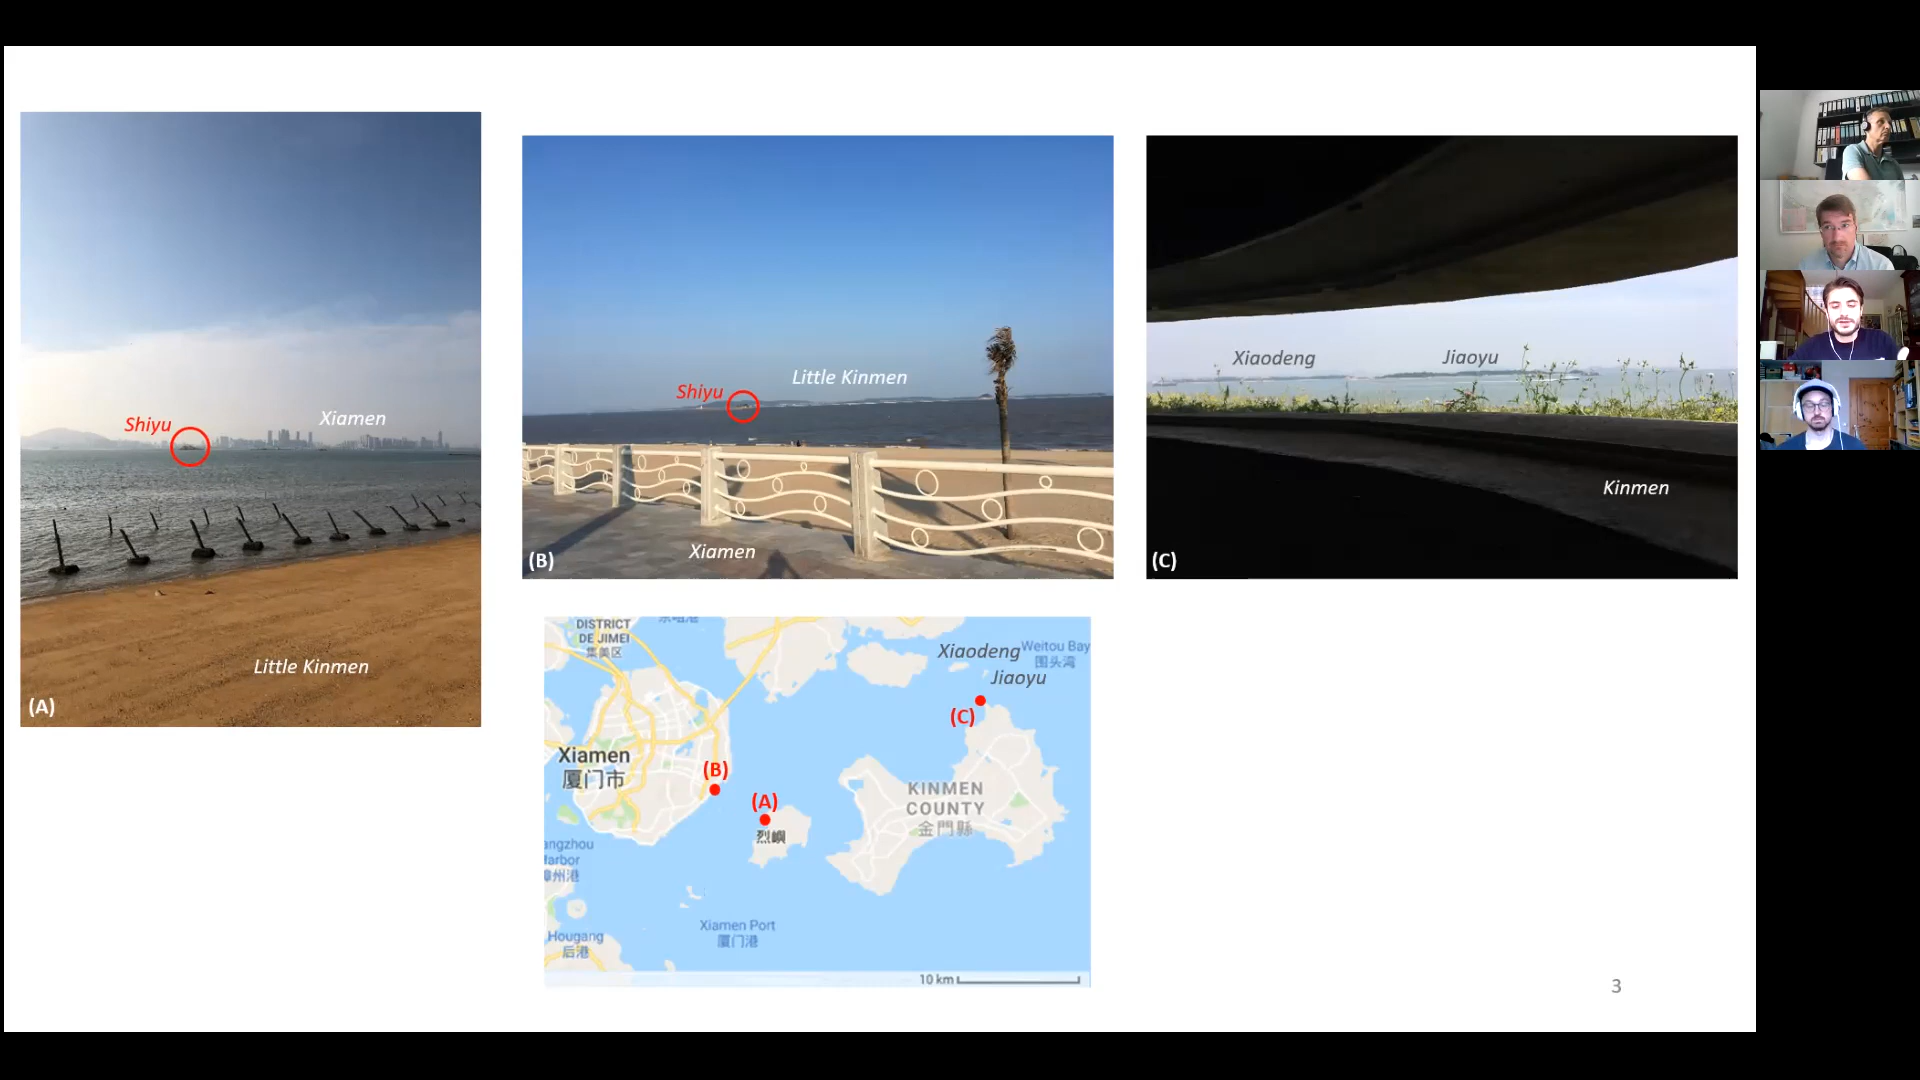 Shiyu
Xiamen
Little Kinmen
(A)
Shiyu
Little Kinmen
Xiamen
(B)
Xiaodeng
Jiaoyu
Kinmen
(C)
DISTRICT
DE JIMEI
集美区
Xiaodeng
Weitou Bay
围头湾
Jiaoyu
(C)
Xiamen
厦门市
(B)
(A)
烈嶼
KINMEN
COUNTY
金門縣
Xiamen Port
厦门港
Hougang
后港
10 km
3